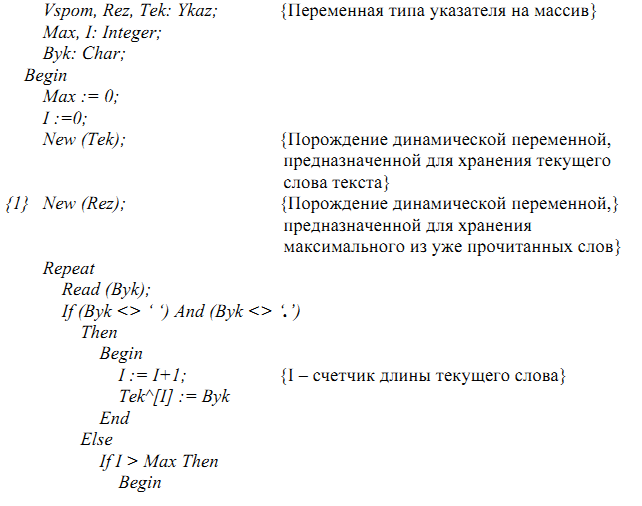 Vspom, Rez, Tek: Ykaz; {Переменная типа указателя на массив}
Max, I: Integer;
Byk: Char;
Begin
Max := 0;
I :=0;
New (Tek); {Порождение динамической переменной,
предназначенной для хранения текущего
слова текста}
{1} New (Rez); {Порождение динамической переменной,}
предназначенной для хранения
максимального из уже прочитанных слов}
Repeat
Read (Byk);
If (Byk <> ‘ ‘) And (Byk <> ‘.’)
Then
Begin
I := I+1; {I – счетчик длины текущего слова}
Tek^[I] := Byk
End
Else
If I > Max Then
Begin